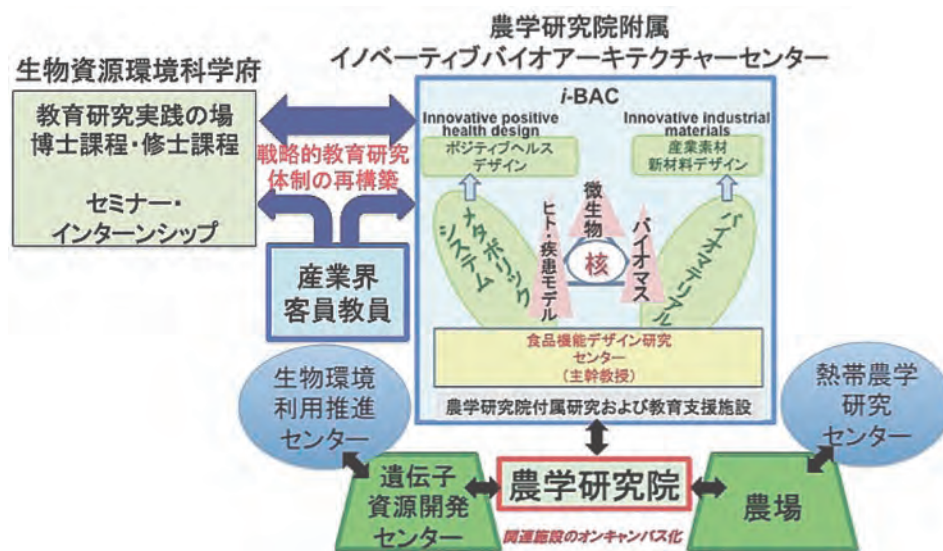 農学研究院附属
イノベーティブバイオアーキテクチャーセンター
生物資源環境科学府
教育研究実践の場
博士課程・修士課程
セミナー・
インターンシップ
戦略的教育研究
体制の再構築
産業界
客員教員
i-BAC
Innovative positive
health design
ポジティブヘルス
デザイン
Innovative industrial
materials
産業素材
新材料デザイン
メタボリック
システム
ヒト・疾患モデル
微生物
核
バイオマス
バイオマテリアル
食品機能デザイン研究
センター
(主幹教授)
農学研究院付属研究および教育支援施設
生物環境
利用推進
センター
熱帯農学
研究
センター
遺伝子
資源開発
センター
農学研究院
農場
関連施設のオンキャンパス化